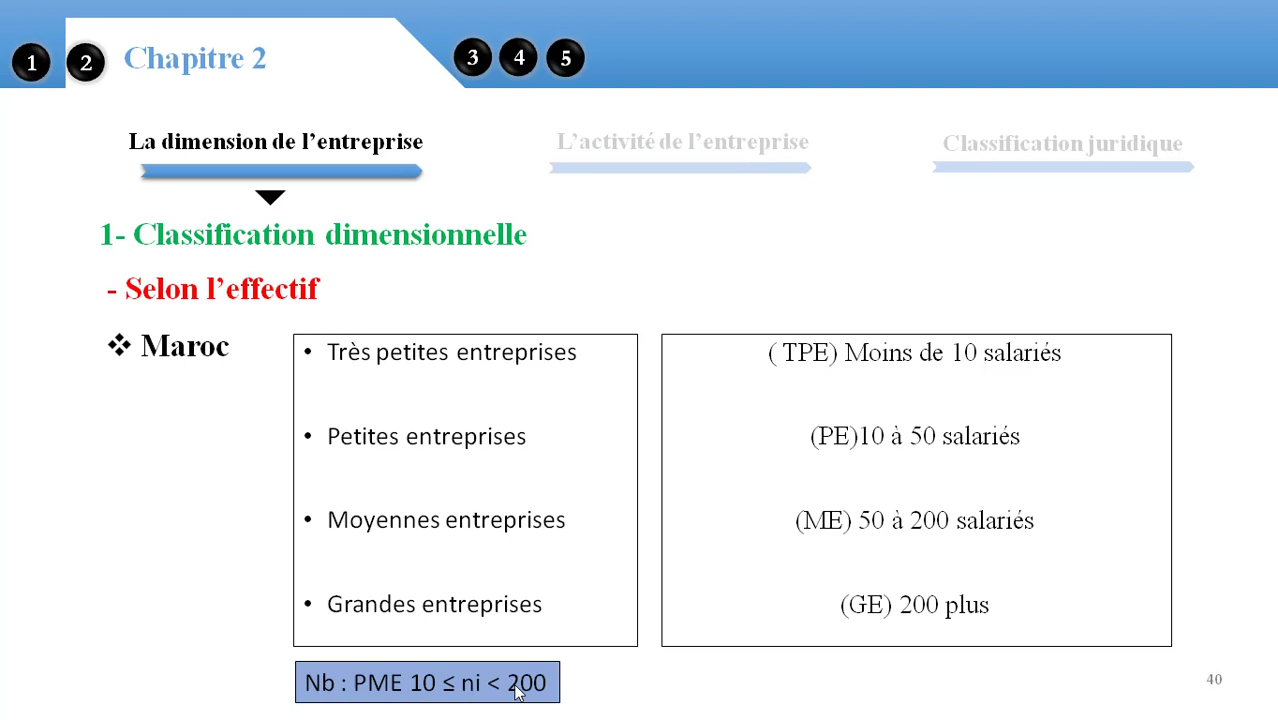 1 2 Chapitre 2 3 4 5
La dimension de l’entreprise L’activité de l’entreprise Classification juridique
1- Classification dimensionnelle
- Selon l’effectif
❖ Maroc
• Très petites entreprises ( TPE) Moins de 10 salariés
• Petites entreprises (PE)10 à 50 salariés
• Moyennes entreprises (ME) 50 à 200 salariés
• Grandes entreprises (GE) 200 plus
Nb : PME 10 ≤ ni < 200
40